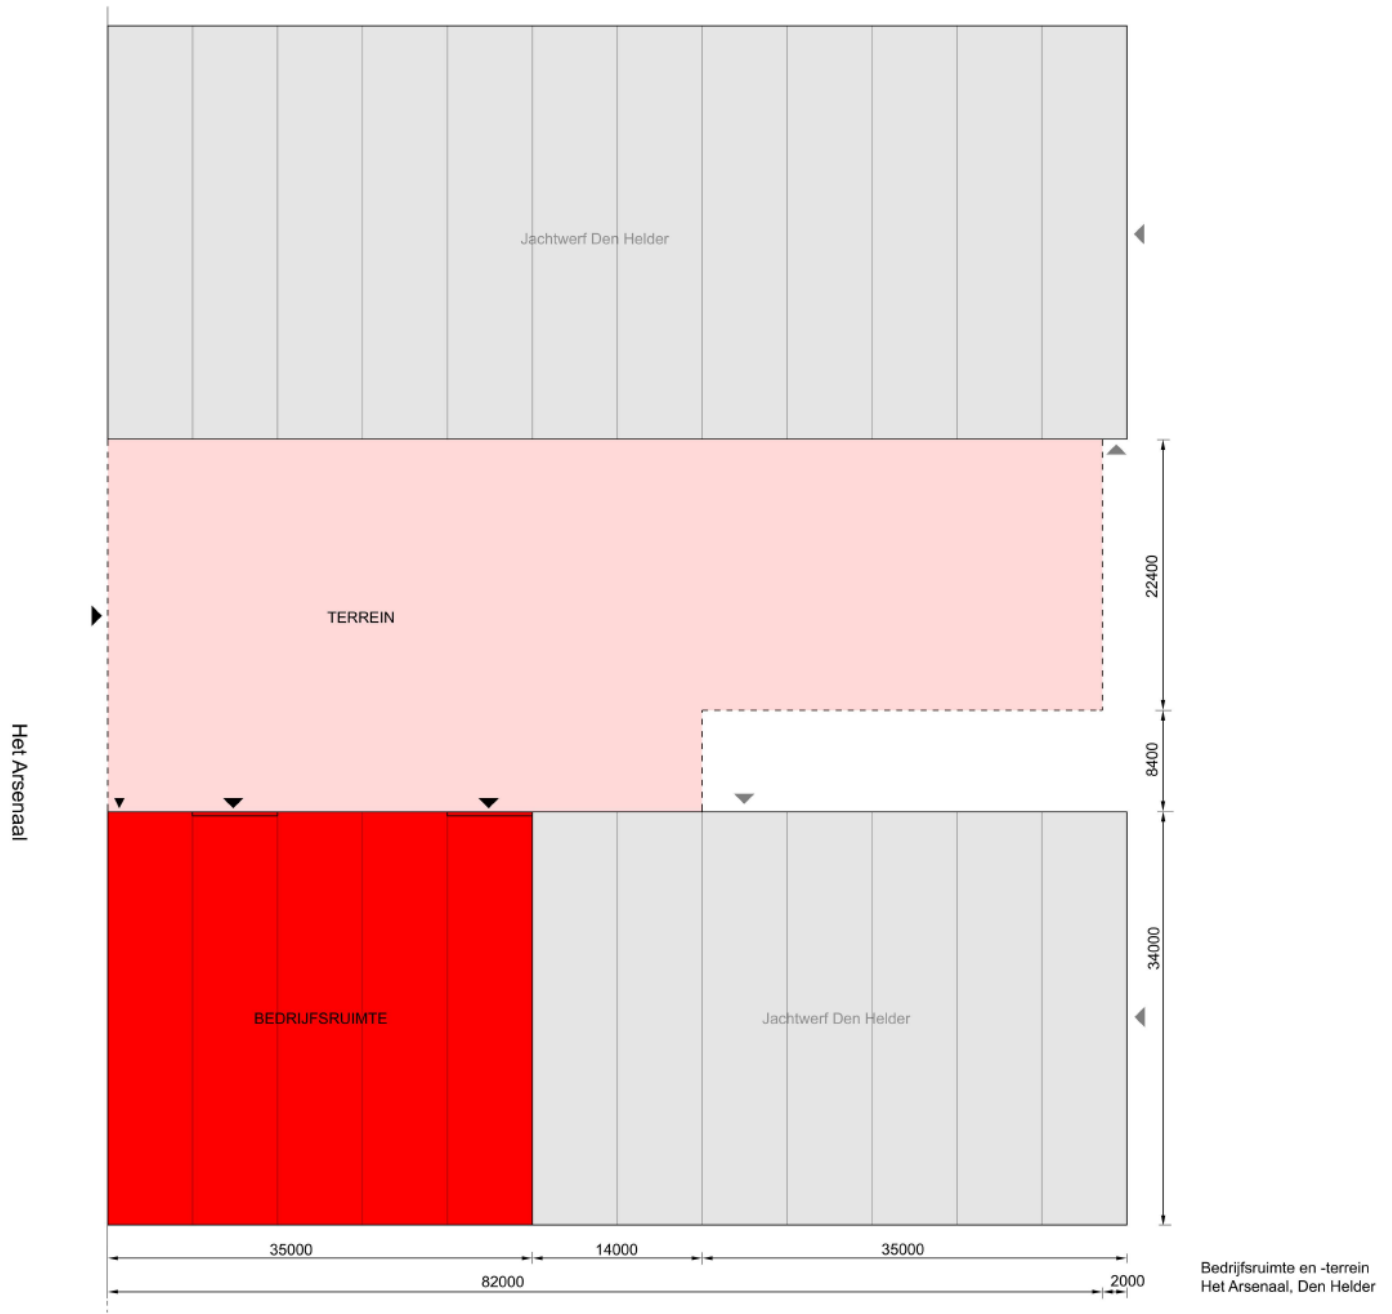 Jachtwerf Den Helder
TERREIN
22400
8400
Het Arsenaal
34000
BEDRIJFSRUIMTE
Jachtwerf Den Helder
35000
14000
35000
82000
2000
Bedrijfsruimte en -terrein
Het Arsenaal, Den Helder